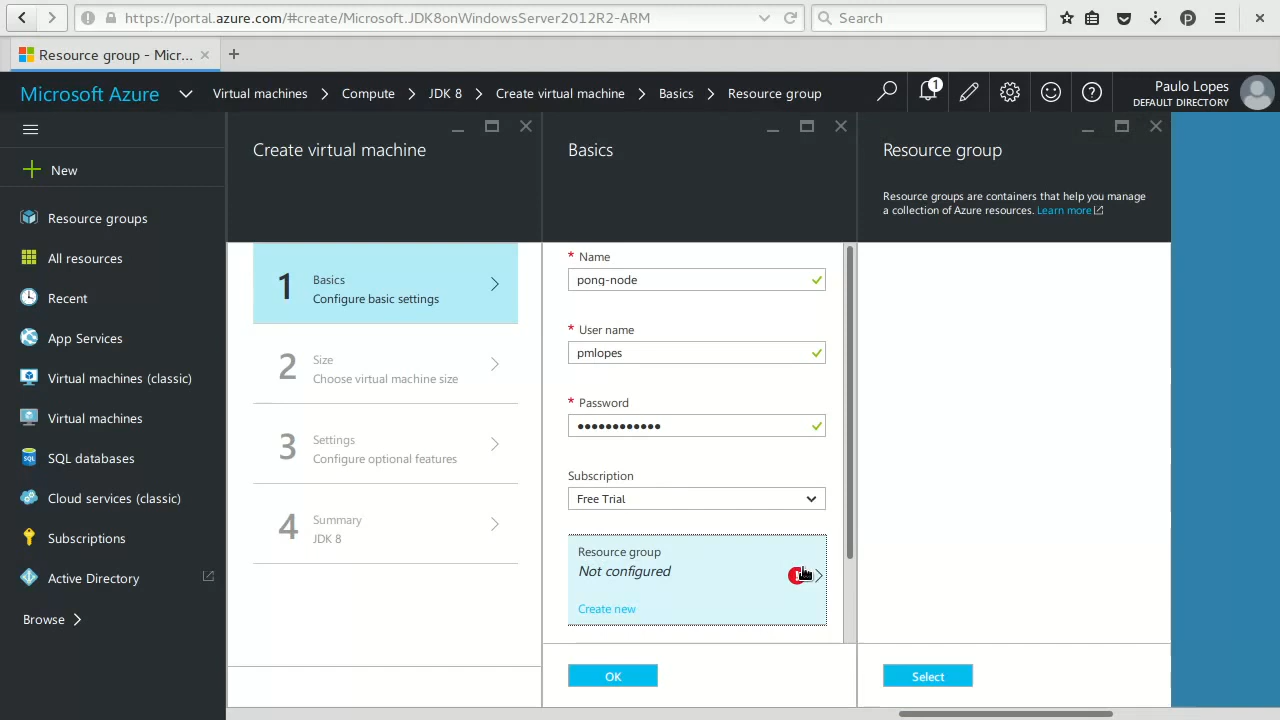 https://portal.azure.com/#create/Microsoft.JDK8onWindowsServer2012R2-ARM
Search
Resource group - Micr...
Microsoft Azure
Virtual machines > Compute > JDK 8 > Create virtual machine > Basics > Resource group
1
Paulo Lopes
DEFAULT DIRECTORY
New
Resource groups
All resources
Recent
App Services
Virtual machines (classic)
Virtual machines
SQL databases
Cloud services (classic)
Subscriptions
Active Directory
Browse
Create virtual machine
1
Basics
Configure basic settings
2
Size
Choose virtual machine size
3
Settings
Configure optional features
4
Summary
JDK 8
Basics
* Name
pong-node
* User name
pmlopes
* Password
●●●●●●●●●●●●
Subscription
Free Trial
Resource group
Not configured
Create new
OK
Resource group
Resource groups are containers that help you manage
a collection of Azure resources. Learn more
Select